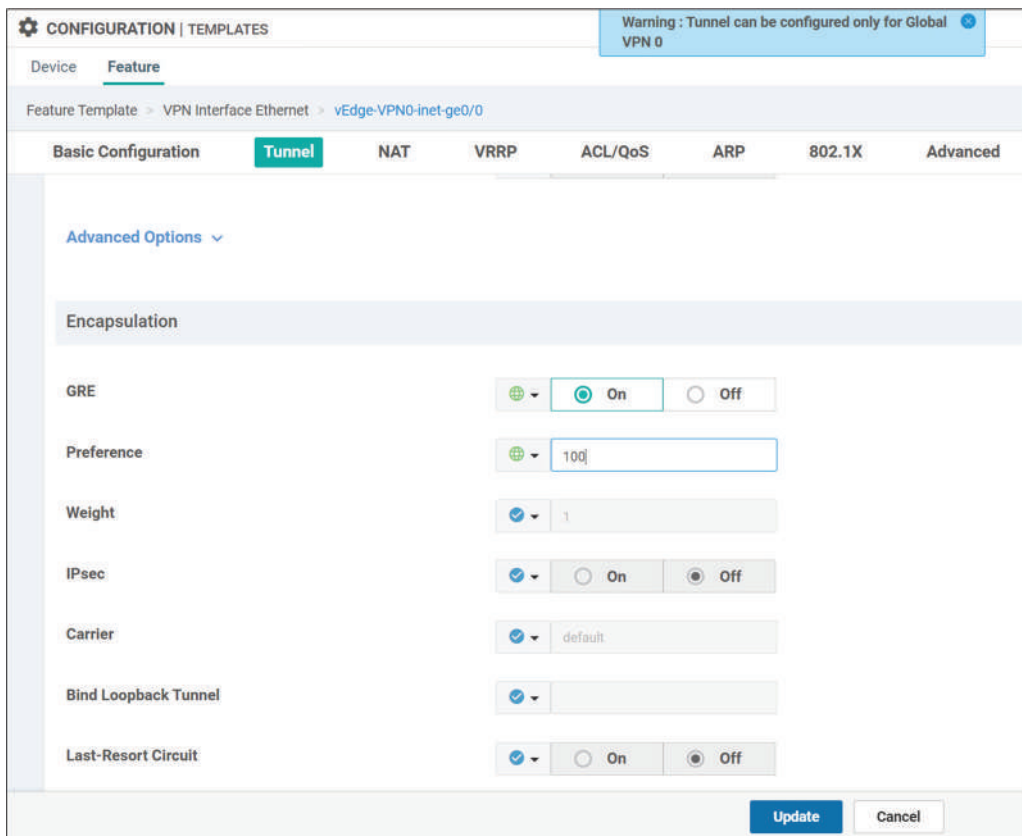 CONFIGURATION | TEMPLATES
Warning : Tunnel can be configured only for Global
VPN 0
Device Feature
Feature Template > VPN Interface Ethernet > vEdge-VPN0-inet-ge0/0
Basic Configuration Tunnel NAT VRRP ACL/QoS ARP 802.1X Advanced
Advanced Options
Encapsulation
GRE On Off
Preference 100
Weight 1
IPsec On Off
Carrier default
Bind Loopback Tunnel
Last-Resort Circuit On Off
Update Cancel